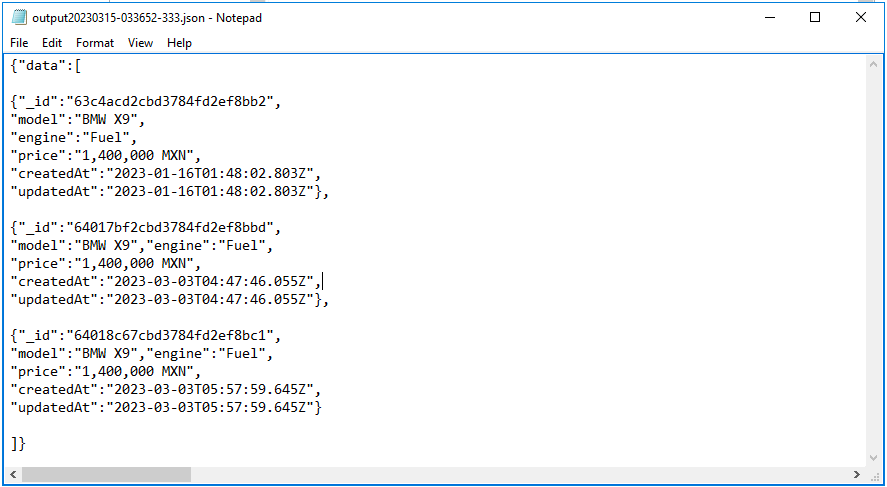 output20230315-033652-333.json - Notepad
File Edit Format View Help
{"data":[
{"_id":"63c4acd2cbd3784fd2ef8bb2",
"model":"BMW X9",
"engine":"Fuel",
"price":"1,400,000 MXN",
"createdAt":"2023-01-16T01:48:02.803Z",
"updatedAt":"2023-01-16T01:48:02.803Z"},
{"_id":"64017bf2cbd3784fd2ef8bbd",
"model":"BMW X9","engine":"Fuel",
"price":"1,400,000 MXN",
"createdAt":"2023-03-03T04:47:46.055Z",
"updatedAt":"2023-03-03T04:47:46.055Z"},
{"_id":"64018c67cbd3784fd2ef8bc1",
"model":"BMW X9","engine":"Fuel",
"price":"1,400,000 MXN",
"createdAt":"2023-03-03T05:57:59.645Z",
"updatedAt":"2023-03-03T05:57:59.645Z"}
]}